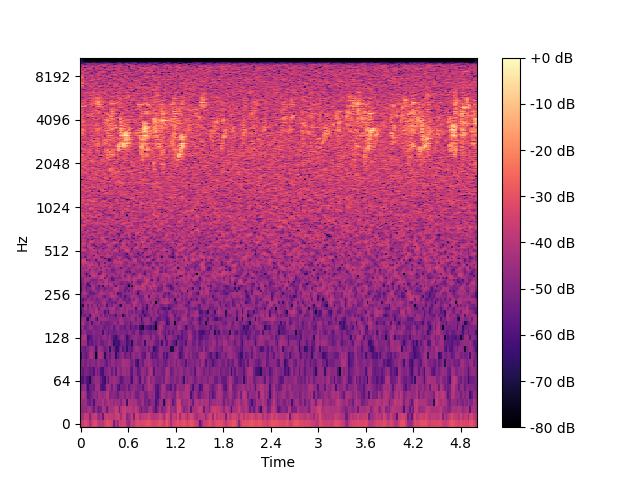 8192
4096
2048
1024
512
256
128
64
0
Hz
0 0.6 1.2 1.8 2.4 3 3.6 4.2 4.8
Time
+0 dB
-10 dB
-20 dB
-30 dB
-40 dB
-50 dB
-60 dB
-70 dB
-80 dB